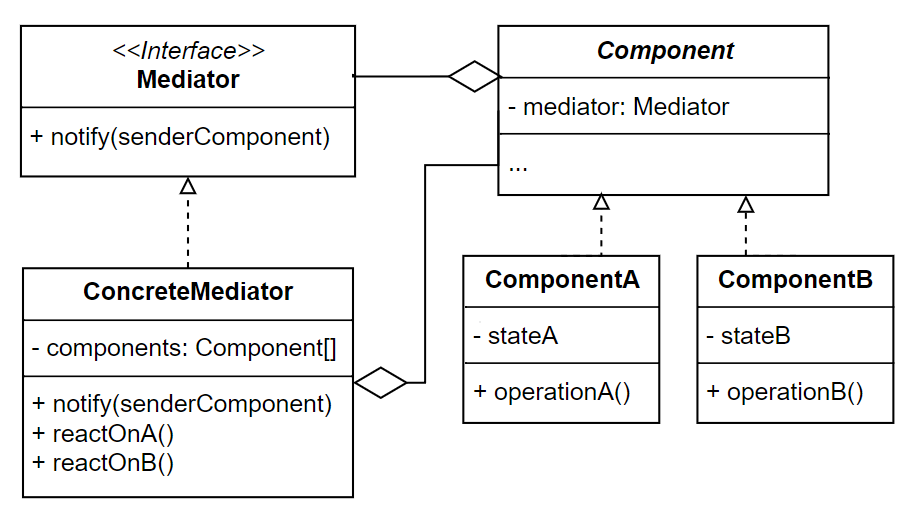 <<Interface>>
Mediator
+ notify(senderComponent)
Component
- mediator: Mediator
...
ConcreteMediator
- components: Component[]
+ notify(senderComponent)
+ reactOnA()
+ reactOnB()
ComponentA
- stateA
+ operationA()
ComponentB
- stateB
+ operationB()